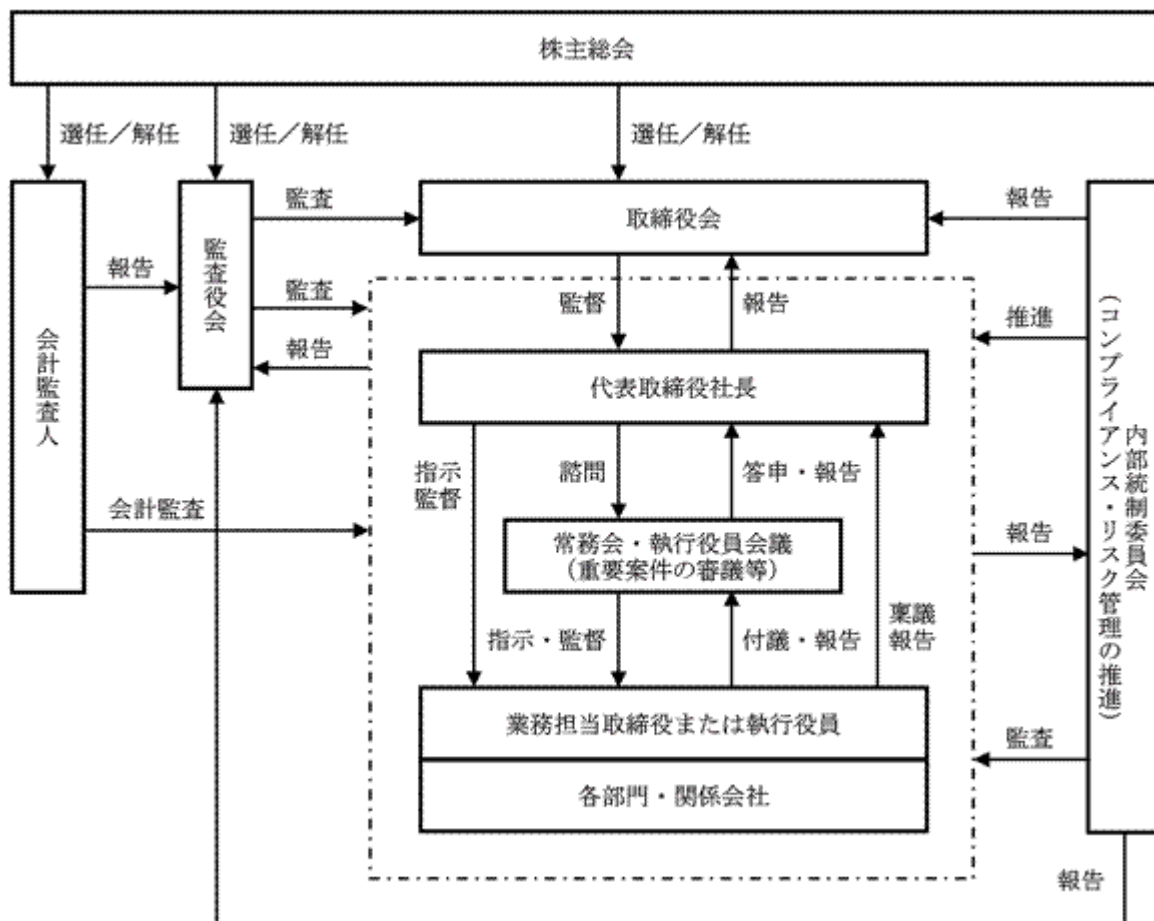 株主総会
選任／解任
選任／解任
選任／解任
監査
取締役会
報告
報告
監査役会
監査
監督
報告
推進
会計監査人
報告
代表取締役社長
内部統制委員会
（コンプライアンス・リスク管理の推進）
指示
監督
諮問
答申・報告
会計監査
常務会・執行役員会議
（重要案件の審議等）
報告
指示・監督
付議・報告
稟議
報告
業務担当取締役または執行役員
監査
各部門・関係会社
報告